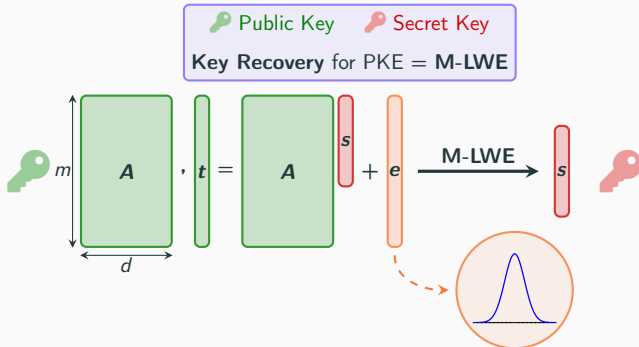 Public Key Secret Key
Key Recovery for PKE = M-LWE
m A , t = A s + e M-LWE s
d